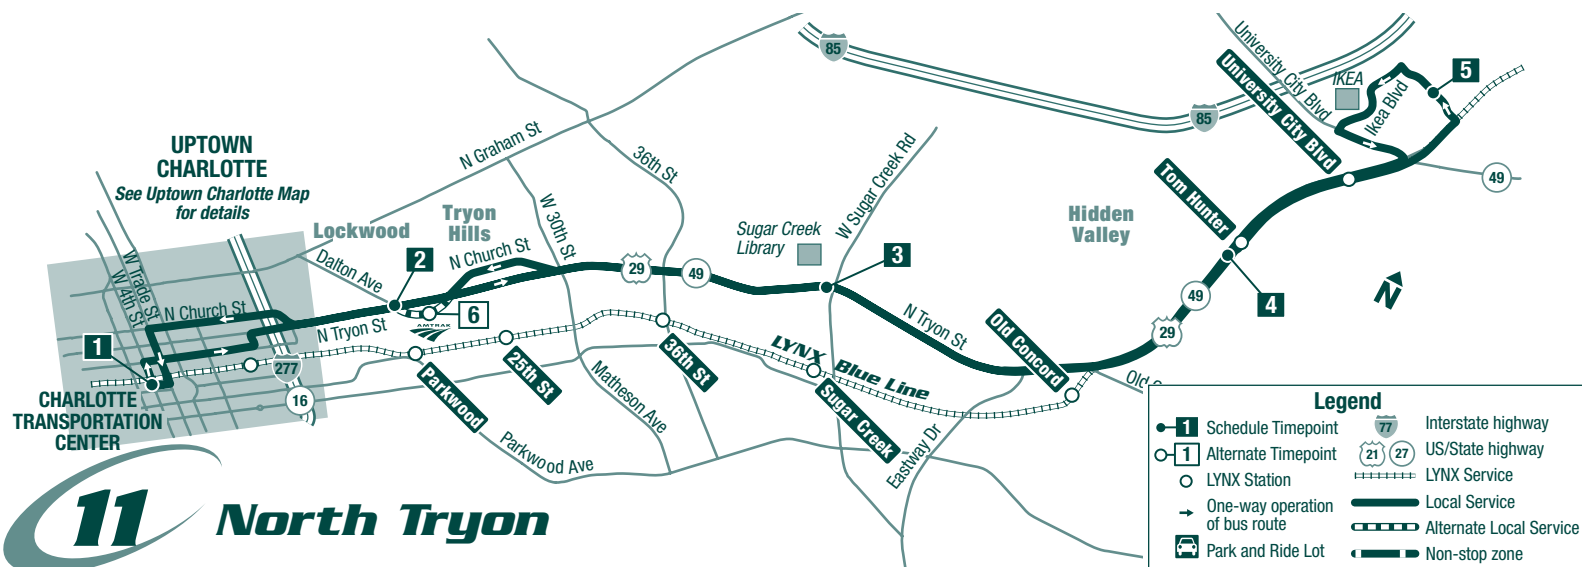 UPTOWN
CHARLOTTE
See Uptown Charlotte Map
for details
Lockwood
Tryon
Hills
Hidden
Valley
N Graham St
36th St
W 30th St
W Sugar Creek Rd
Sugar Creek
Library
University City Blvd
University City Blvd
IKEA
Ikea Blvd
Tom Hunter
85
85
5
49
4
49
29
N
W Trade St
W 4th St
N Church St
Dalton Ave
2
N Church St
29
49
3
N Tryon St
N Tryon St
6
AMTRAK
1
277
16
CHARLOTTE
TRANSPORTATION
CENTER
Parkwood
25th St
36th St
LYNX Blue Line
Sugar Creek
Old Concord
Matheson Ave
Parkwood Ave
Eastway Dr
11 North Tryon
Legend
1 Schedule Timepoint
1 Alternate Timepoint
LYNX Station
One-way operation
of bus route
Park and Ride Lot
77 Interstate highway
21 27 US/State highway
LYNX Service
Local Service
Alternate Local Service
Non-stop zone